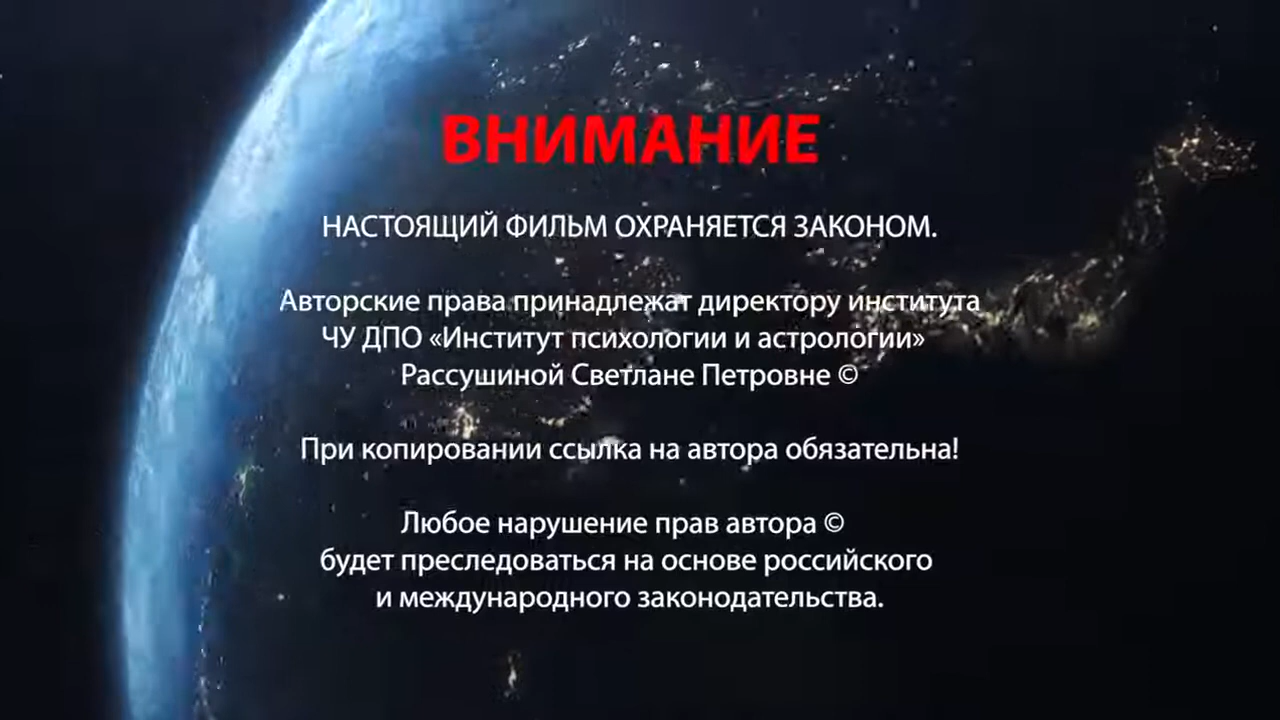 ВНИМАНИЕ
НАСТОЯЩИЙ ФИЛЬМ ОХРАНЯЕТСЯ ЗАКОНОМ.
Авторские права принадлежат директору института
ЧУ ДПО «Институт психологии и астрологии»
Рассушиной Светлане Петровне ©
При копировании ссылка на автора обязательна!
Любое нарушение прав автора ©
будет преследоваться на основе российского
и международного законодательства.